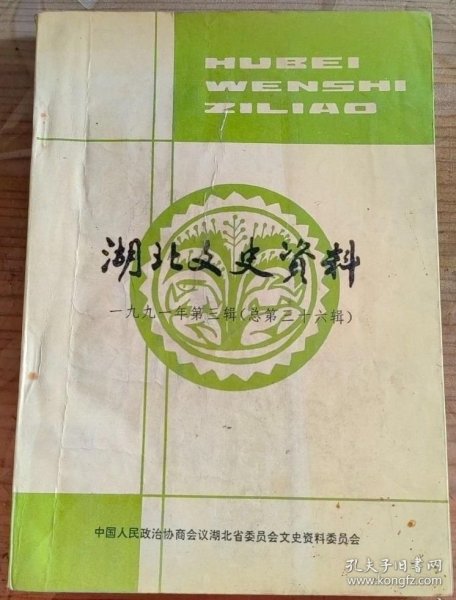 HUBEI
WENSHI
ZILIAO
湖北文史资料
一九九一年第三辑(总第三十六辑)
中国人民政治协商会议湖北省委员会文史资料委员会
孔夫子旧书网
www.kongfz.com